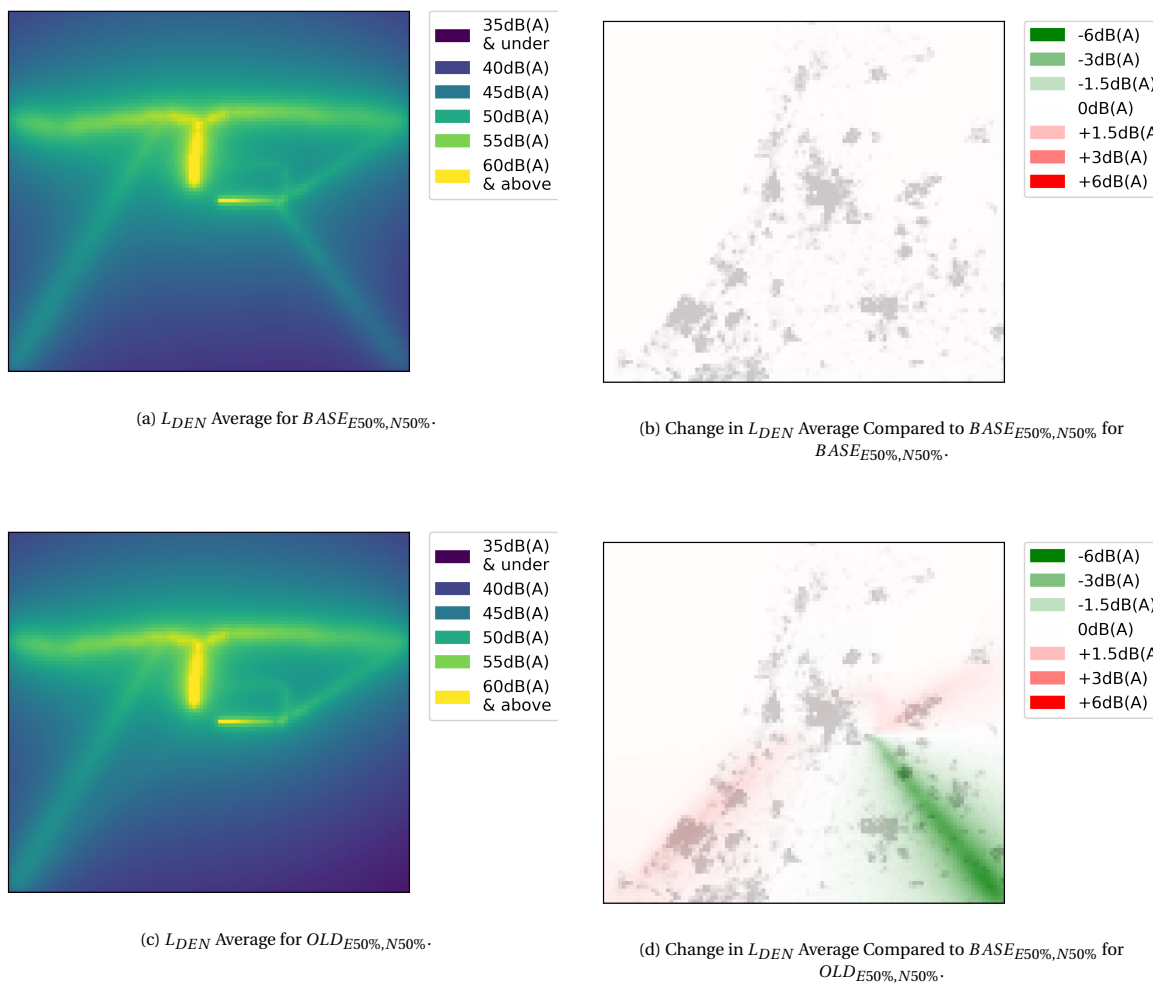 35dB(A)
& under
40dB(A)
45dB(A)
50dB(A)
55dB(A)
60dB(A)
& above
(a) L_DEN Average for BASE_E50%,N50%.
-6dB(A)
-3dB(A)
-1.5dB(A)
0dB(A)
+1.5dB(A
+3dB(A)
+6dB(A)
(b) Change in L_DEN Average Compared to BASE_E50%,N50% for
BASE_E50%,N50%.
35dB(A)
& under
40dB(A)
45dB(A)
50dB(A)
55dB(A)
60dB(A)
& above
(c) L_DEN Average for OLD_E50%,N50%.
-6dB(A)
-3dB(A)
-1.5dB(A)
0dB(A)
+1.5dB(A
+3dB(A)
+6dB(A)
(d) Change in L_DEN Average Compared to BASE_E50%,N50% for
OLD_E50%,N50%.